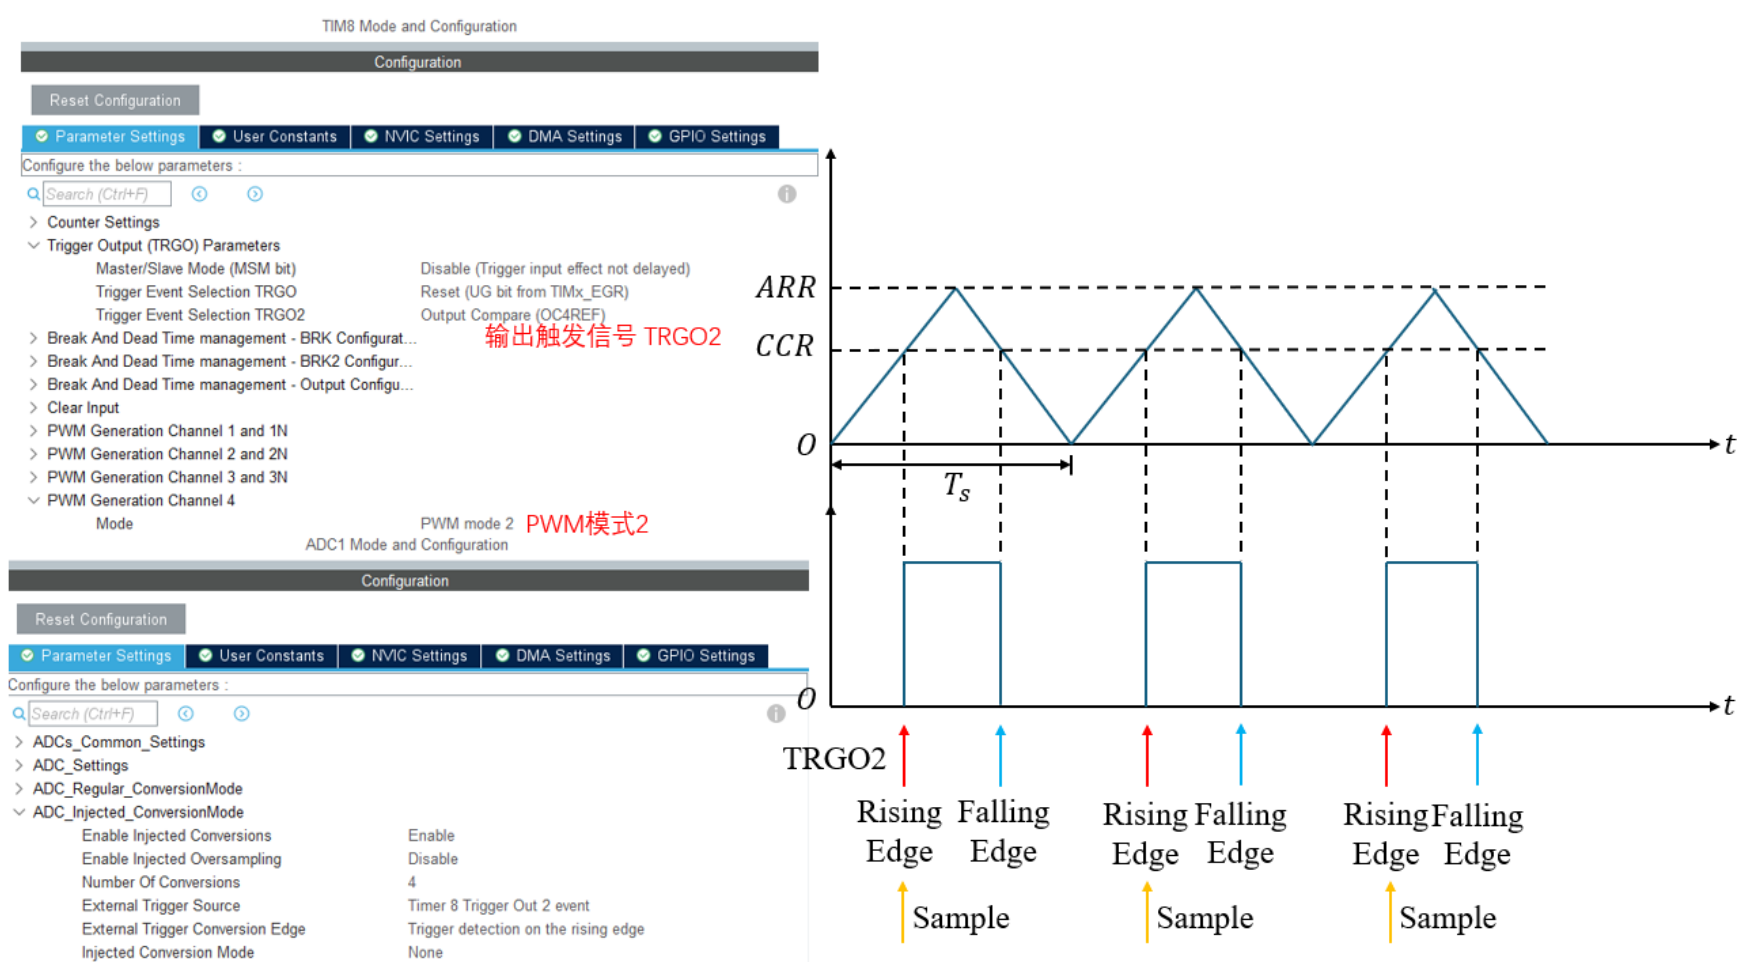 TIM8 Mode and Configuration
Configuration
Reset Configuration
Parameter Settings User Constants NVIC Settings DMA Settings GPIO Settings
Configure the below parameters :
Search (Ctrl+F)
Counter Settings
Trigger Output (TRGO) Parameters
Master/Slave Mode (MSM bit) Disable (Trigger input effect not delayed)
Trigger Event Selection TRGO Reset (UG bit from TIMx_EGR)
Trigger Event Selection TRGO2 Output Compare (OC4REF)
输出触发信号 TRGO2
Break And Dead Time management - BRK Configurat...
Break And Dead Time management - BRK2 Configur...
Break And Dead Time management - Output Configu...
Clear Input
PWM Generation Channel 1 and 1N
PWM Generation Channel 2 and 2N
PWM Generation Channel 3 and 3N
PWM Generation Channel 4
Mode PWM mode 2 PWM模式2
ADC1 Mode and Configuration
Configuration
Reset Configuration
Parameter Settings User Constants NVIC Settings DMA Settings GPIO Settings
Configure the below parameters :
Search (Ctrl+F)
ADCs_Common_Settings
ADC_Settings
ADC_Regular_ConversionMode
ADC_Injected_ConversionMode
Enable Injected Conversions Enable
Enable Injected Oversampling Disable
Number Of Conversions 4
External Trigger Source Timer 8 Trigger Out 2 event
External Trigger Conversion Edge Trigger detection on the rising edge
Injected Conversion Mode None
ARR
CCR
O t
Ts
O t
TRGO2
Rising Falling Rising Falling Rising Falling
Edge Edge Edge Edge Edge Edge
Sample Sample Sample